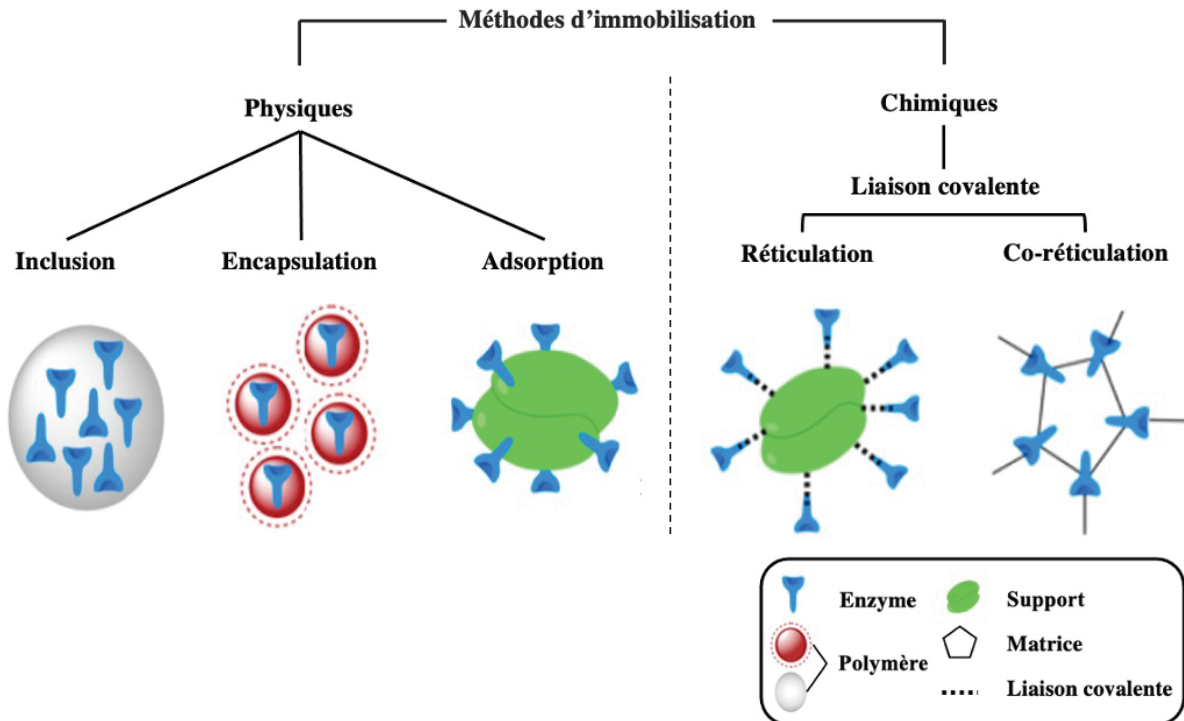 Méthodes d’immobilisation
Physiques
Chimiques
Liaison covalente
Inclusion
Encapsulation
Adsorption
Réticulation
Co-réticulation
Enzyme
Support
Polymère
Matrice
Liaison covalente